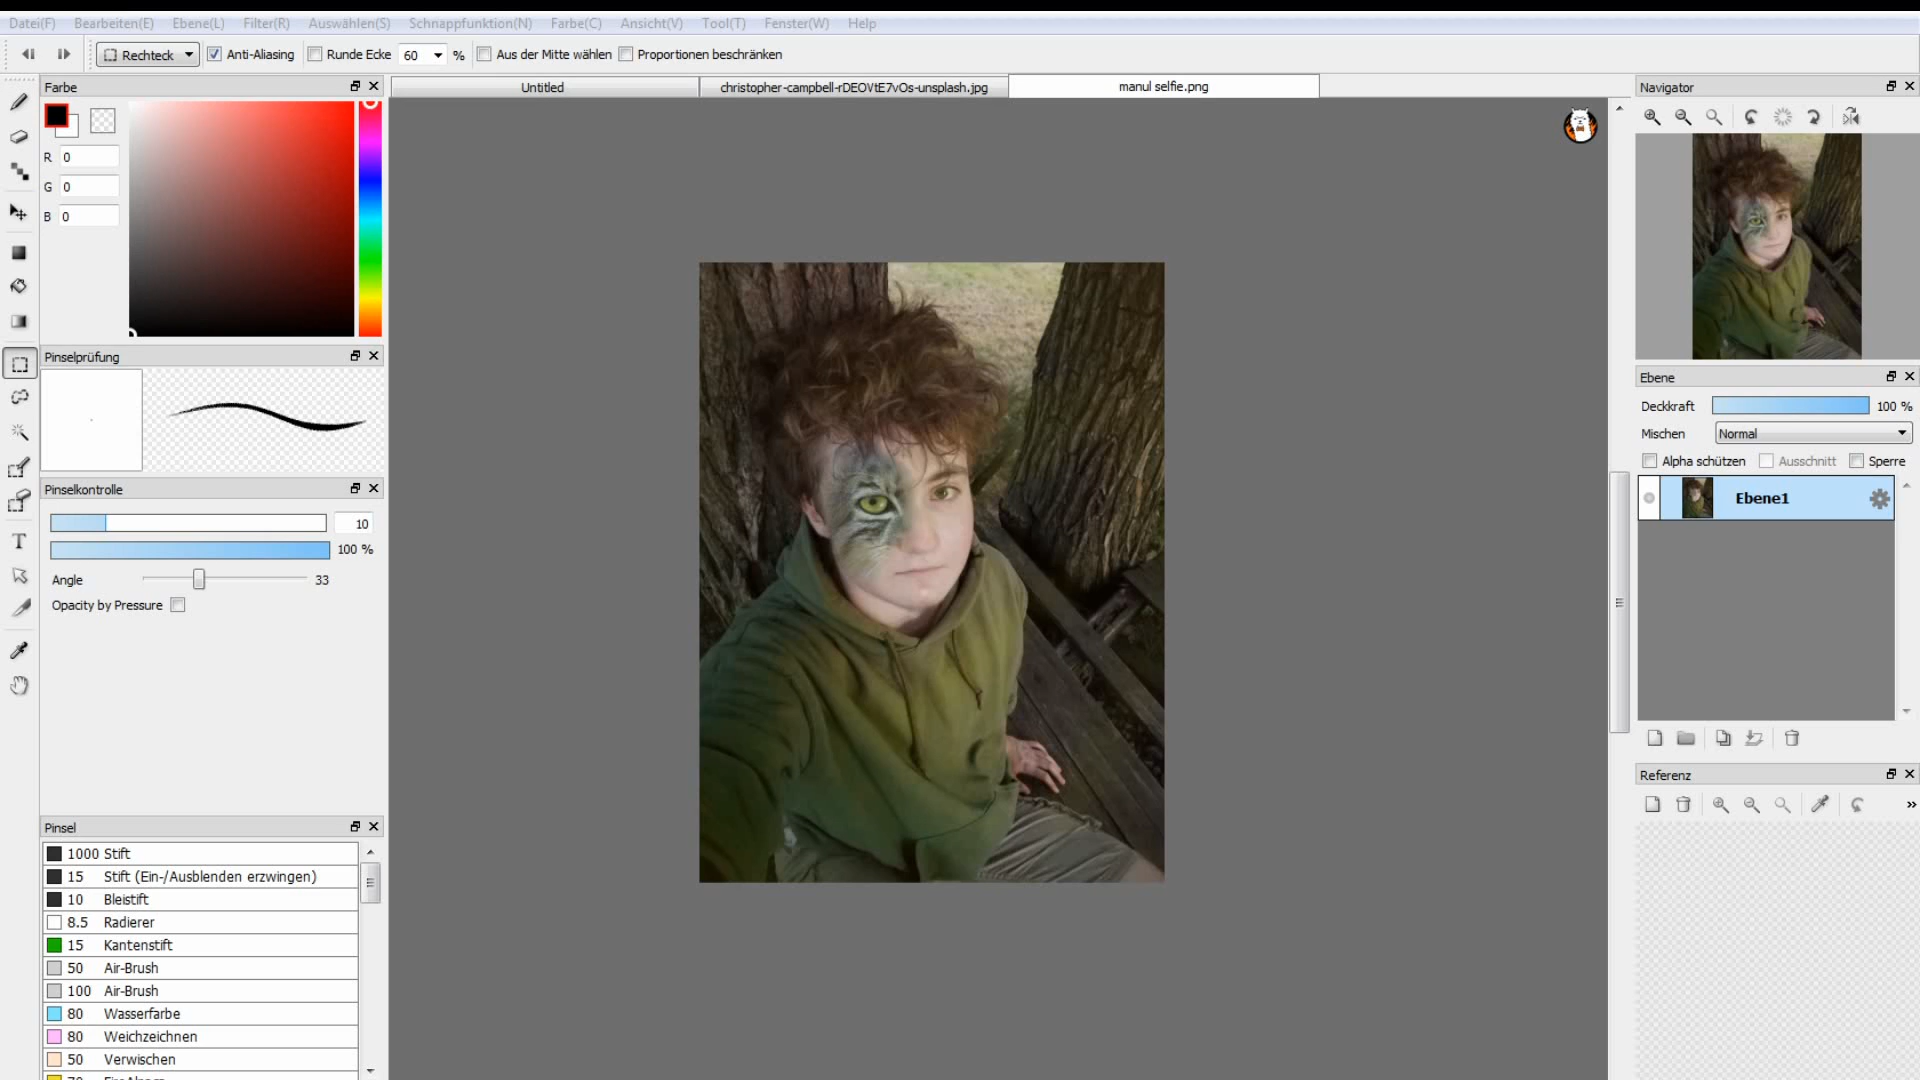 Datei(F) Bearbeiten(E) Ebene(L) Filter(R) Auswählen(S) Schnappfunktion(N) Farbe(C) Ansicht(V) Tool(T) Fenster(W) Help
Rechteck Anti-Aliasing Runde Ecke 60 % Aus der Mitte wählen Proportionen beschränken
Farbe
R 0
G 0
B 0
Pinselprüfung
Pinselkontrolle
10
100 %
Angle 33
Opacity by Pressure
Pinsel
1000 Stift
15 Stift (Ein-/Ausblenden erzwingen)
10 Bleistift
8.5 Radierer
15 Kantenstift
50 Air-Brush
100 Air-Brush
80 Wasserfarbe
80 Weichzeichnen
50 Verwischen
Untitled christopher-campbell-rDEOVtE7vOs-unsplash.jpg manul selfie.png
Navigator
Ebene
Deckkraft 100 %
Mischen Normal
Alpha schützen Ausschnitt Sperre
Ebene1
Referenz
T
»